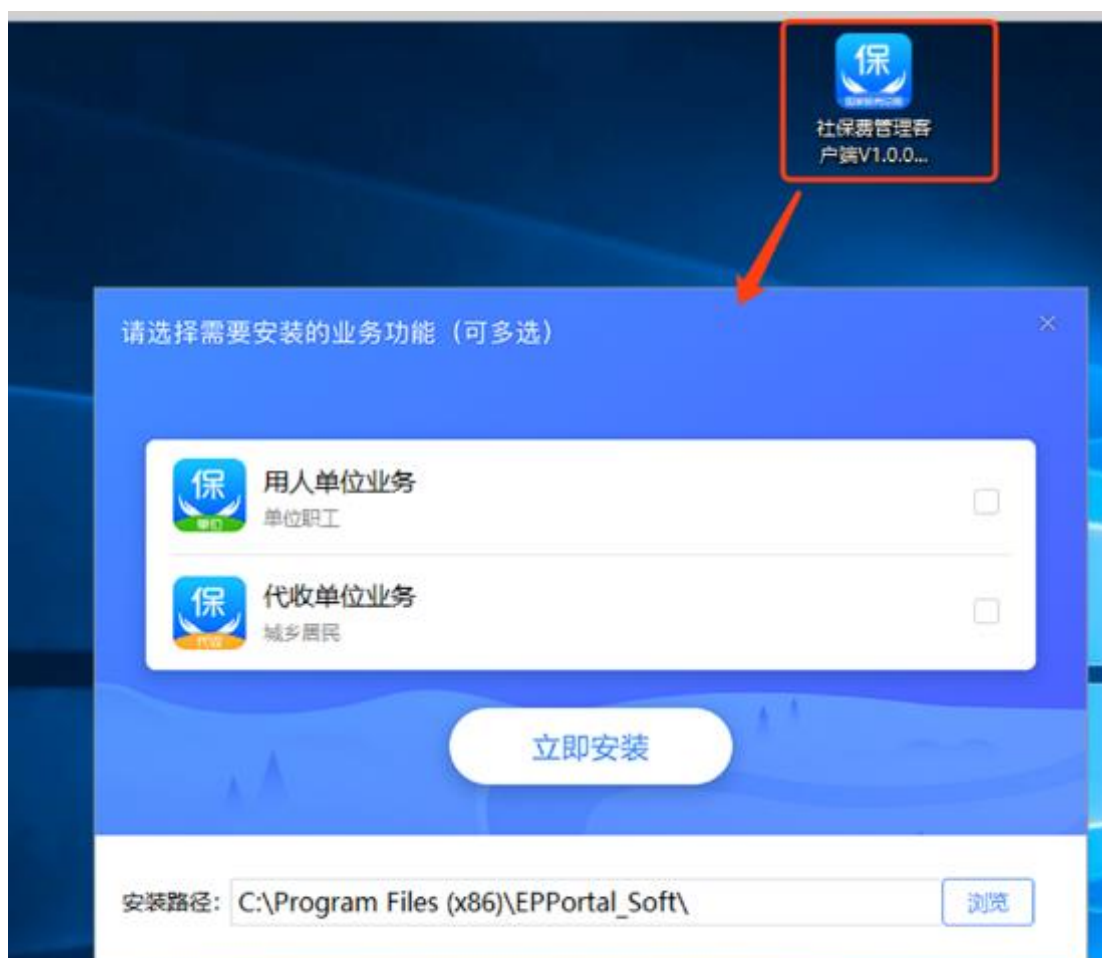 保
社保费管理客
户端V1.0.0...
请选择需要安装的业务功能（可多选）
保
单位
用人单位业务
单位职工
保
代收单位业务
城乡居民
立即安装
安装路径：
C:\Program Files (x86)\EPPortal_Soft\
浏览